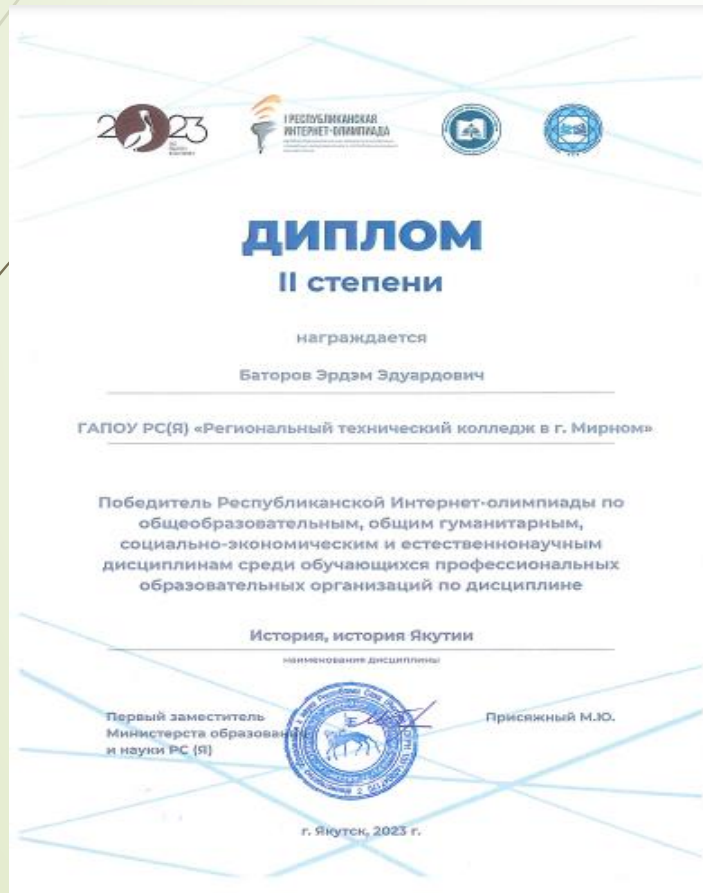 2023
I РЕСПУБЛИКАНСКАЯ
ИНТЕРНЕТ-ОЛИМПИАДА
ДИПЛОМ
II степени
награждается
Баторов Эрдэм Эдуардович
ГАПОУ РС(Я) «Региональный технический колледж в г. Мирном»
Победитель Республиканской Интернет-олимпиады по
общеобразовательным, общим гуманитарным,
социально-экономическим и естественнонаучным
дисциплинам среди обучающихся профессиональных
образовательных организаций по дисциплине
История, история Якутии
наименование дисциплины
Первый заместитель
Министерста образования
и науки РС (Я)
Присяжный М.Ю.
г. Якутск, 2023 г.